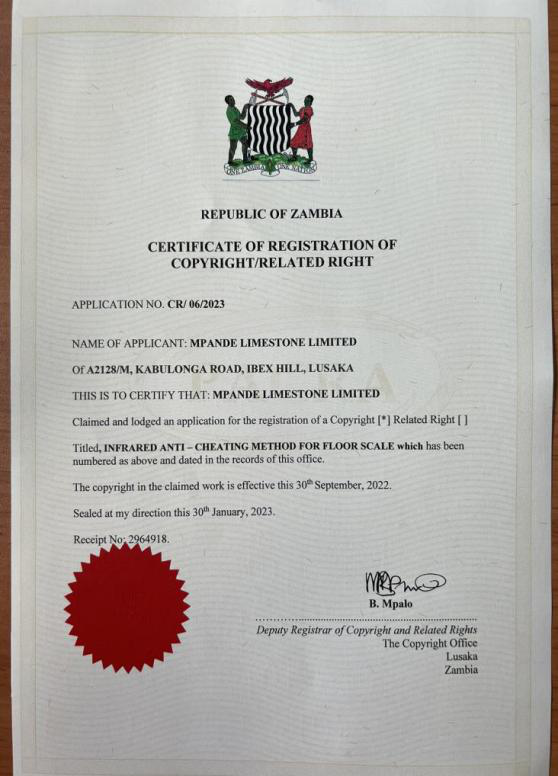 ONE ZAMBIA ONE NATION
REPUBLIC OF ZAMBIA
CERTIFICATE OF REGISTRATION OF
COPYRIGHT/RELATED RIGHT
APPLICATION NO. CR/ 06/2023
NAME OF APPLICANT: MPANDE LIMESTONE LIMITED
Of A2128/M, KABULONGA ROAD, IBEX HILL, LUSAKA
THIS IS TO CERTIFY THAT: MPANDE LIMESTONE LIMITED
Claimed and lodged an application for the registration of a Copyright [*] Related Right [ ]
Titled, INFRARED ANTI – CHEATING METHOD FOR FLOOR SCALE which has been
numbered as above and dated in the records of this office.
The copyright in the claimed work is effective this 30th September, 2022.
Sealed at my direction this 30th January, 2023.
Receipt No: 2964918.
B. Mpalo
Deputy Registrar of Copyright and Related Rights
The Copyright Office
Lusaka
Zambia